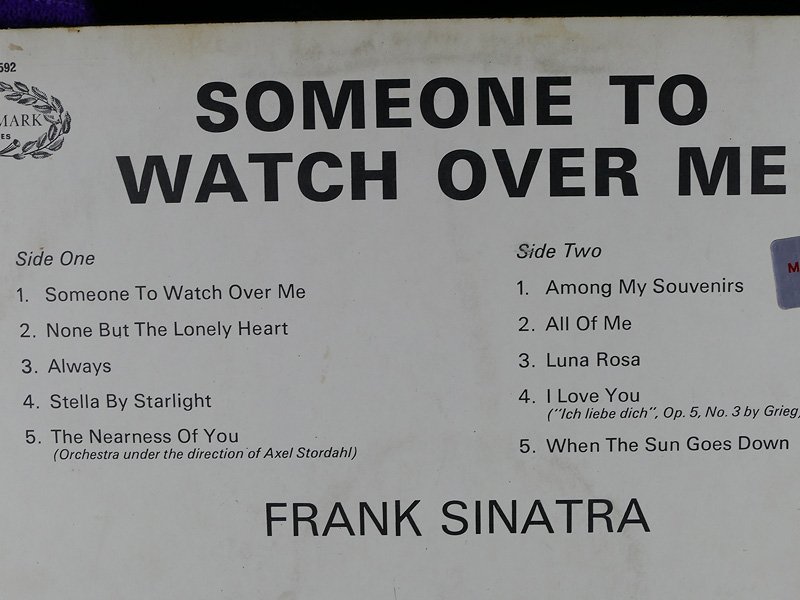 592
MARK
ES
SOMEONE TO
WATCH OVER ME
Side One
1. Someone To Watch Over Me
2. None But The Lonely Heart
3. Always
4. Stella By Starlight
5. The Nearness Of You
(Orchestra under the direction of Axel Stordahl)
Side Two
1. Among My Souvenirs
2. All Of Me
3. Luna Rosa
4. I Love You
("Ich liebe dich", Op. 5, No. 3 by Grieg)
5. When The Sun Goes Down
M
FRANK SINATRA